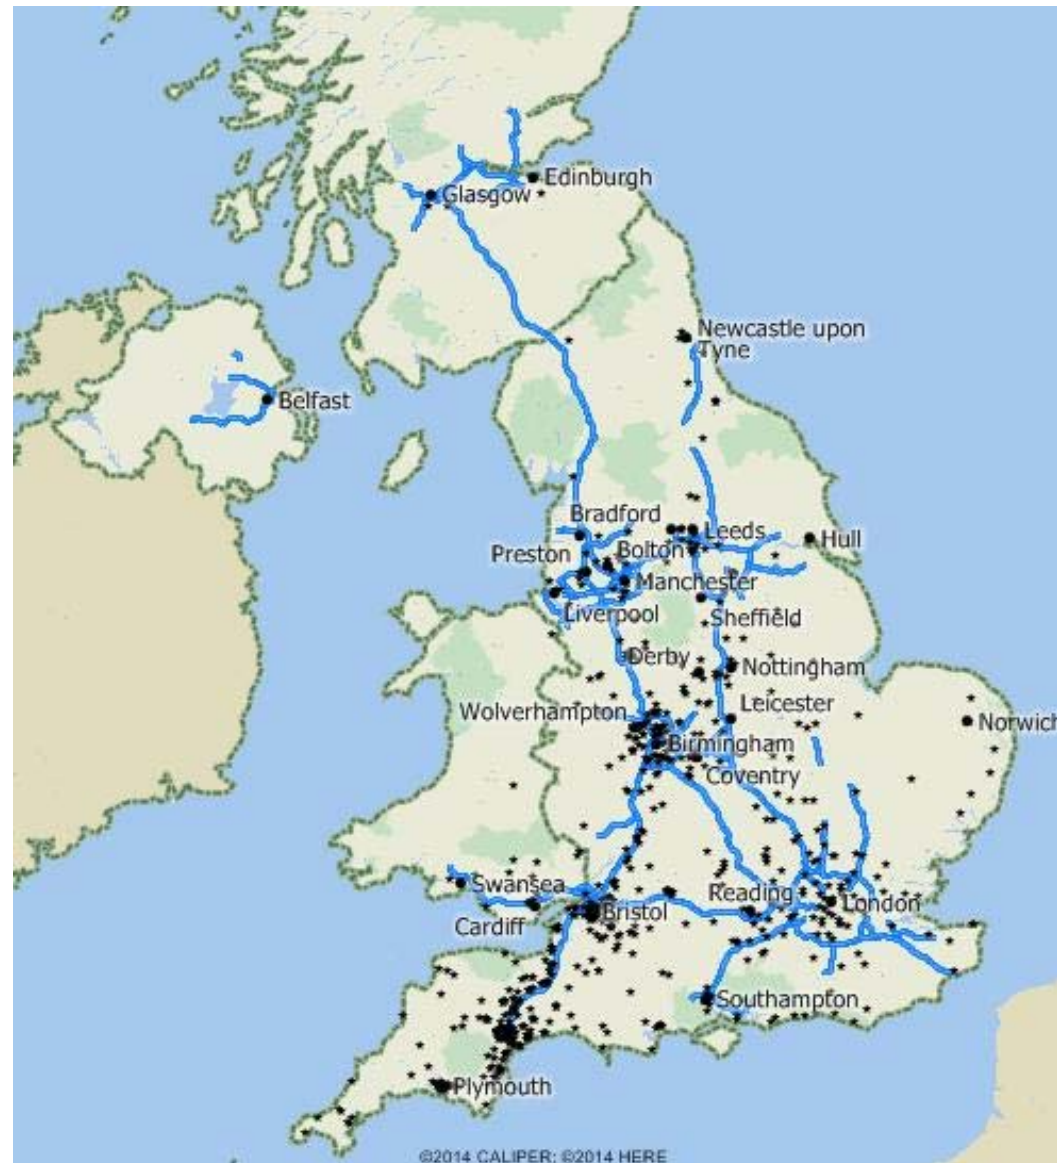 Edinburgh
Glasgow
Newcastle upon
Tyne
Belfast
Bradford
Leeds
Hull
Preston
Bolton
Manchester
Liverpool
Sheffield
Derby
Nottingham
Leicester
Wolverhampton
Norwich
Birmingham
Coventry
Swansea
Reading
London
Cardiff
Bristol
Southampton
Plymouth
©2014 CALIPER; ©2014 HERE